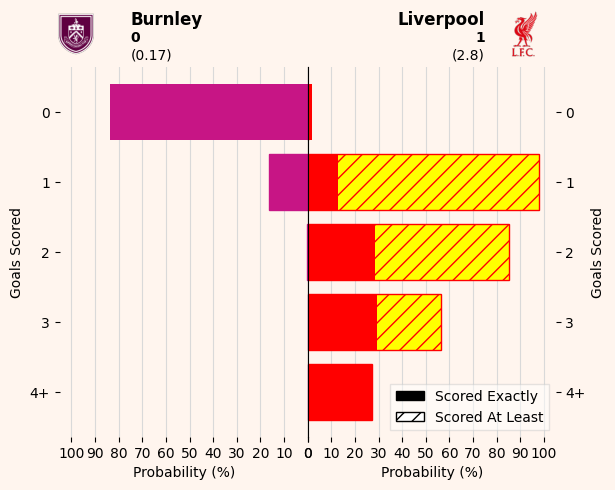 Burnley
Liverpool
0
1
(0.17)
(2.8)
L.F.C.
0
0
1
1
2
2
3
3
4+
4+
Goals Scored
Goals Scored
Scored Exactly
Scored At Least
100 90 80 70 60 50 40 30 20 10 0
0 10 20 30 40 50 60 70 80 90 100
Probability (%)
Probability (%)